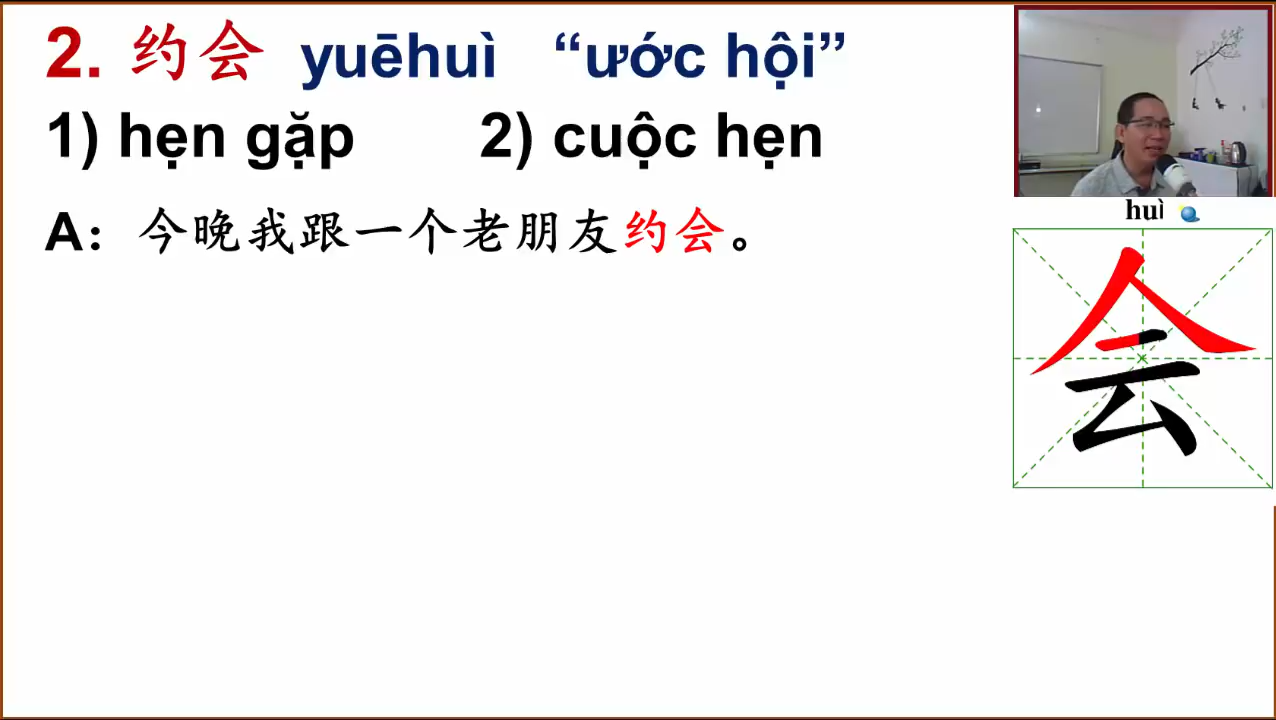 2. 约会 yuēhuì “ước hội”
1) hẹn gặp 2) cuộc hẹn
A: 今晚我跟一个老朋友约会。
huì
会